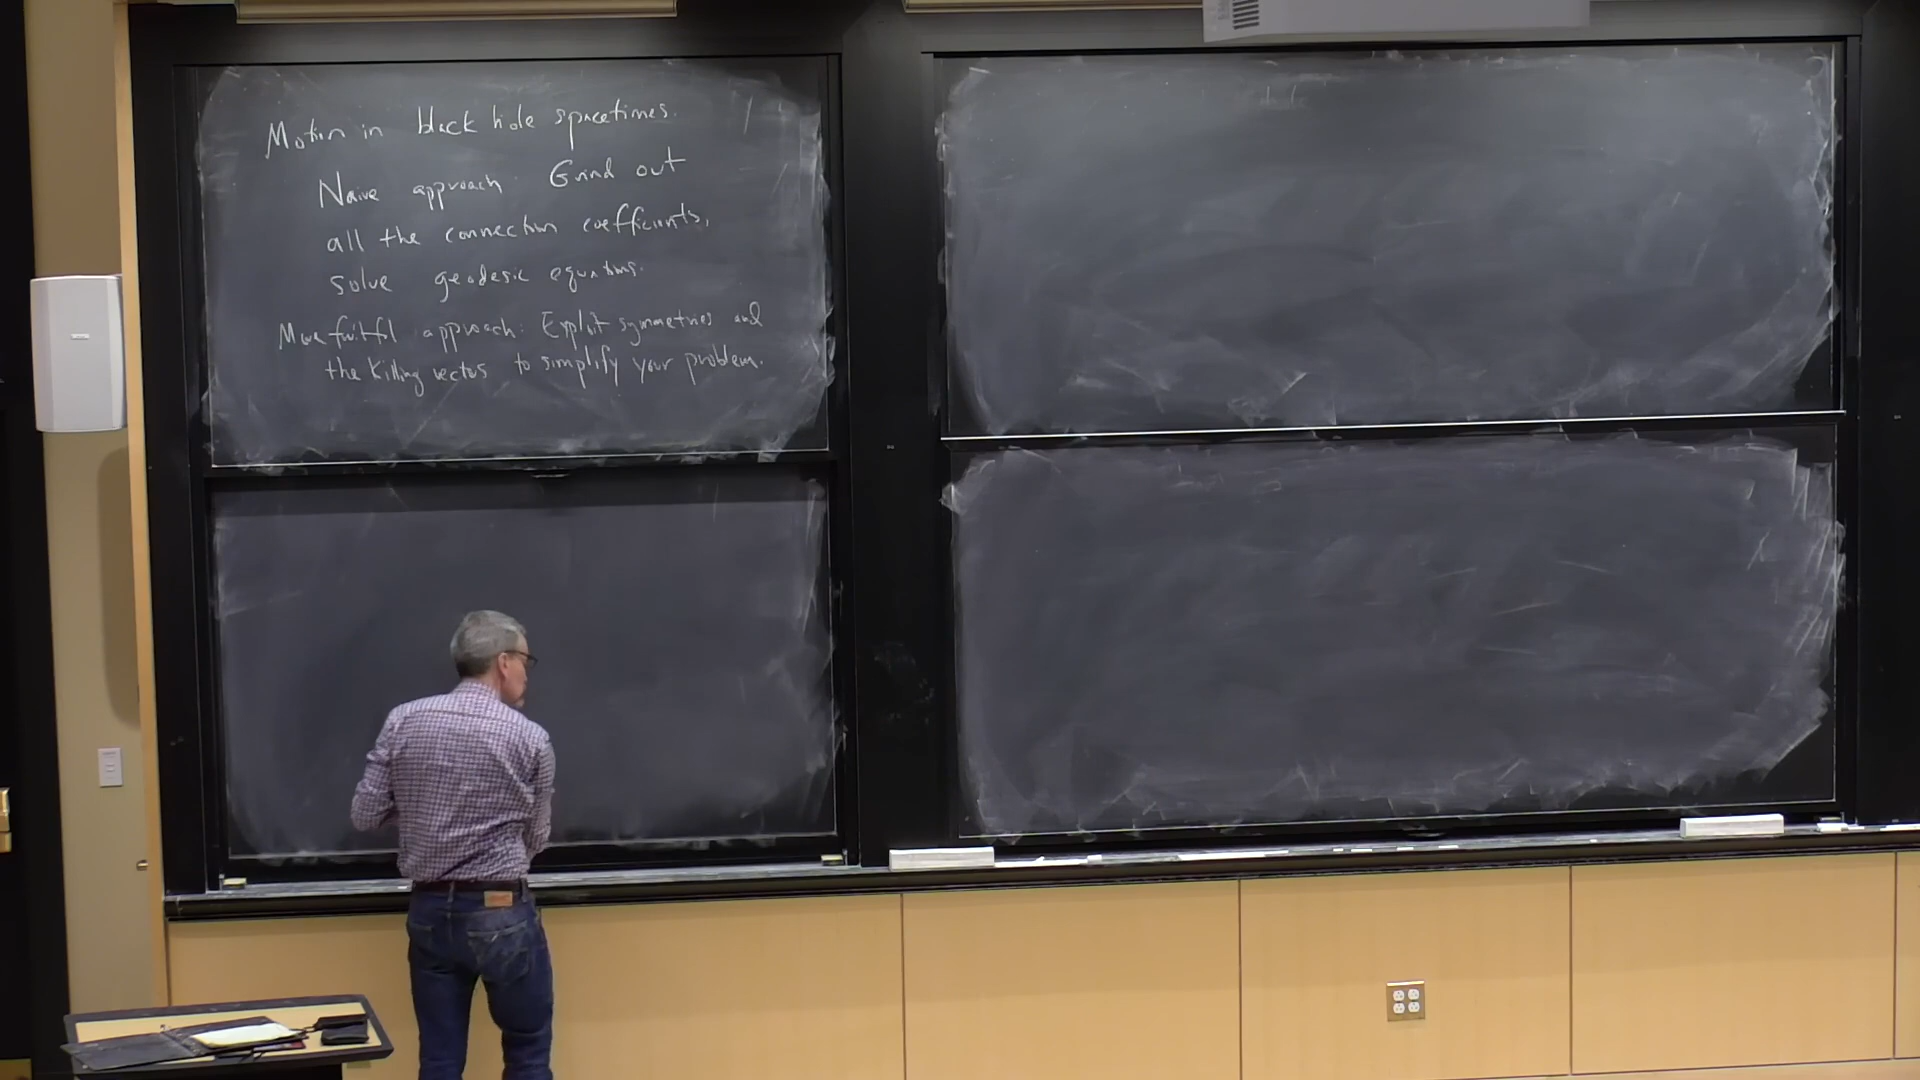 Motion in black hole spacetimes.
Naive approach: Grind out
all the connection coefficients,
solve geodesic equations.
More fruitful approach: Exploit symmetries and
the Killing vectors to simplify your problem.